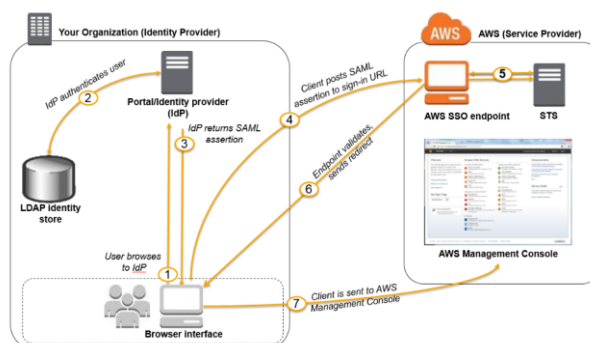 Your Organization (Identity Provider)
AWS
AWS (Service Provider)
IdP authenticates user
2
Portal/Identity provider
(IdP)
3
IdP returns SAML
assertion
4
Client posts SAML
assertion to sign-in URL
5
AWS SSO endpoint
STS
6
Endpoint validates,
sends redirect
LDAP identity
store
AWS Management Console
User browses
to IdP
1
7
Client is sent to AWS
Management Console
Browser interface